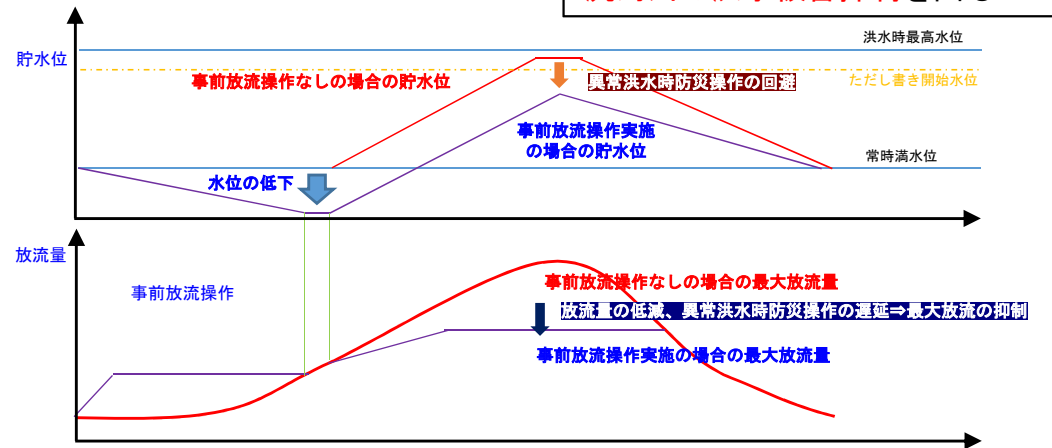 洪水時最高水位
貯水位
事前放流操作なしの場合の貯水位
異常洪水時防災操作の回避
ただし書き開始水位
事前放流操作実施
の場合の貯水位
常時満水位
水位の低下
放流量
事前放流操作なしの場合の最大放流量
事前放流操作
放流量の低減、異常洪水時防災操作の遅延⇒最大放流の抑制
事前放流操作実施の場合の最大放流量